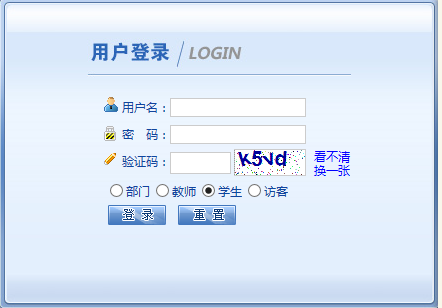 用户登录 / LOGIN
用户名：
密 码：
验证码： k5Vd 看不清
换一张
部门 教师 学生 访客
登 录 重 置